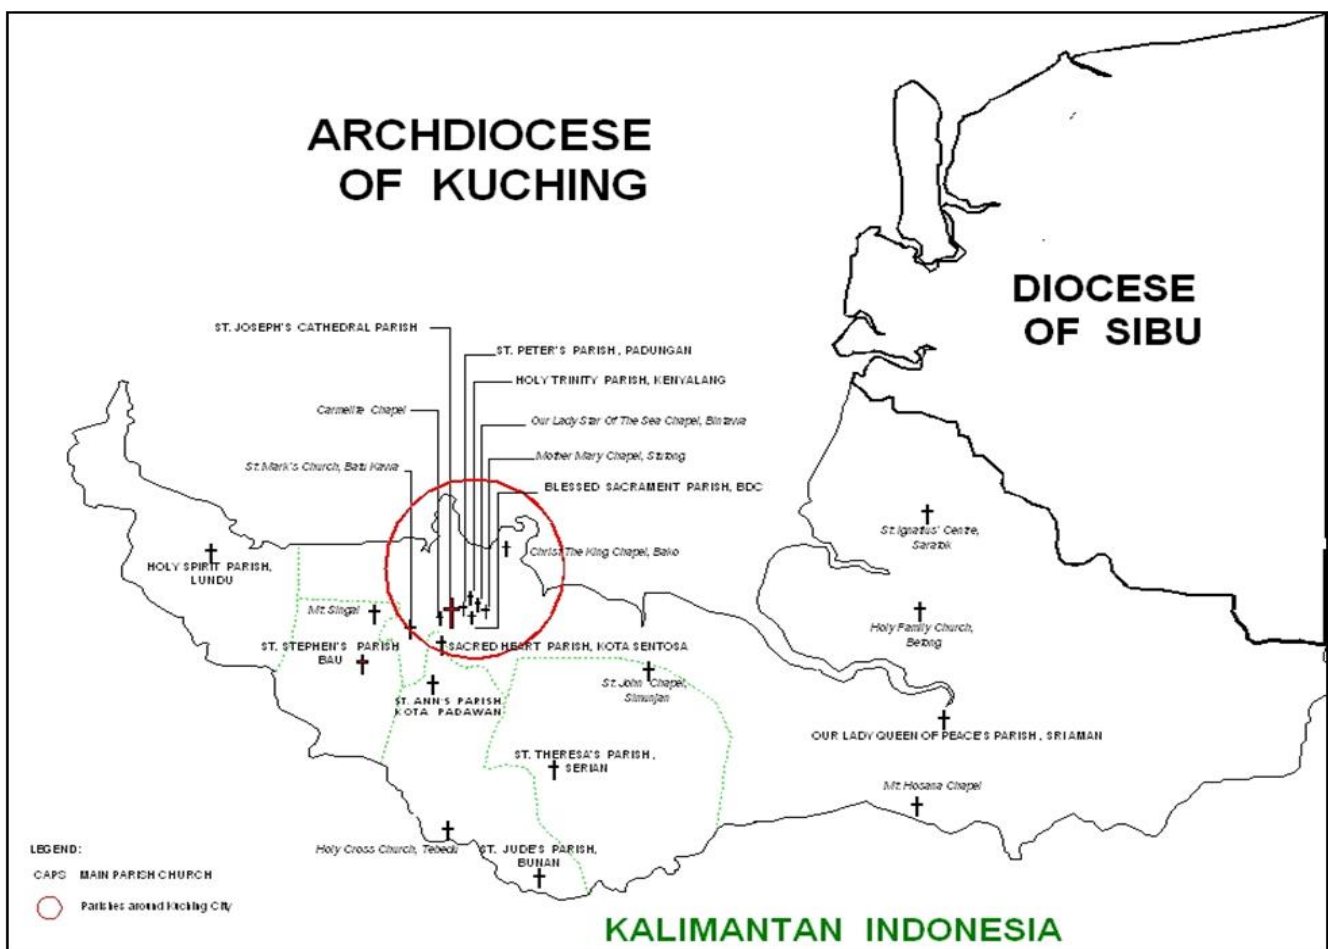 ARCHDIOCESE
OF KUCHING
DIOCESE
OF SIBU
ST. JOSEPH'S CATHEDRAL PARISH
ST. PETER'S PARISH, PADUNGAN
HOLY TRINITY PARISH, KENYALANG
Carmelite Chapel
Our Lady Star Of The Sea Chapel, Bintawa
Mother Mary Chapel, Stutong
St. Mark's Church, Batu Kawa
BLESSED SACRAMENT PARISH, BDC
St. Ignatius' Centre,
Saratok
Christ The King Chapel, Bako
HOLY SPIRIT PARISH,
LUNDU
Mt. Singai
Holy Family Church,
Betong
ST. STEPHEN'S PARISH
BAU
SACRED HEART PARISH, KOTA SENTOSA
St. John Chapel,
Simunjan
ST. ANN'S PARISH,
KOTA PADAWAN
OUR LADY QUEEN OF PEACE'S PARISH, SRI AMAN
ST. THERESA'S PARISH,
SERIAN
Mt. Hosana Chapel
Holy Cross Church, Tebedu
ST. JUDE'S PARISH,
BUNAN
LEGEND:
CAPS MAIN PARISH CHURCH
Parishes around Kuching City
KALIMANTAN INDONESIA